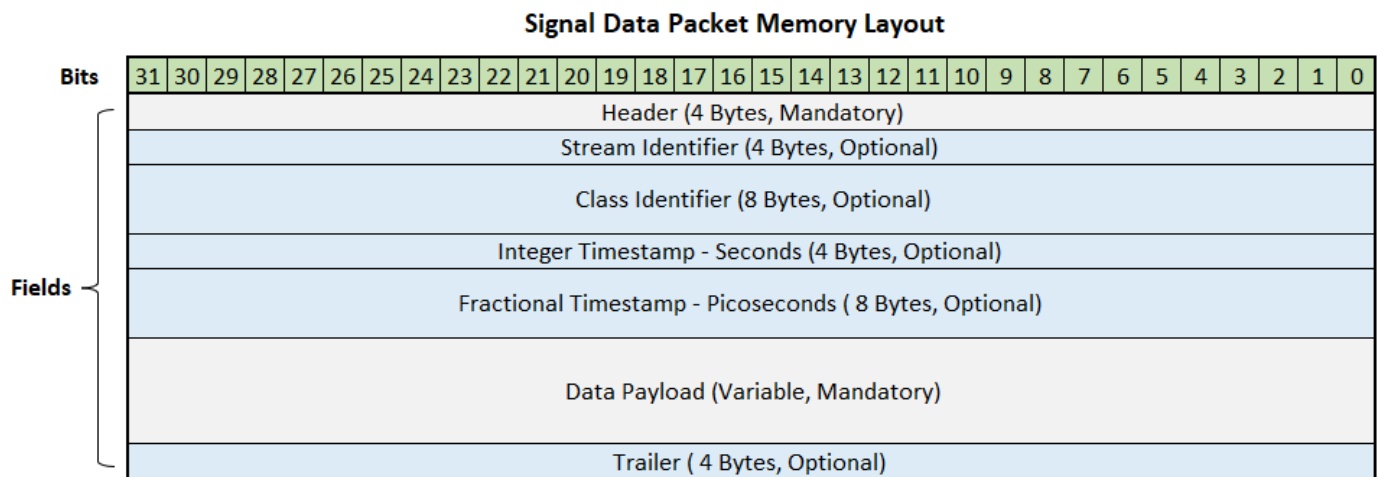 Signal Data Packet Memory Layout
Bits 31 30 29 28 27 26 25 24 23 22 21 20 19 18 17 16 15 14 13 12 11 10 9 8 7 6 5 4 3 2 1 0
Header (4 Bytes, Mandatory)
Stream Identifier (4 Bytes, Optional)
Class Identifier (8 Bytes, Optional)
Integer Timestamp - Seconds (4 Bytes, Optional)
Fields
Fractional Timestamp - Picoseconds ( 8 Bytes, Optional)
Data Payload (Variable, Mandatory)
Trailer ( 4 Bytes, Optional)